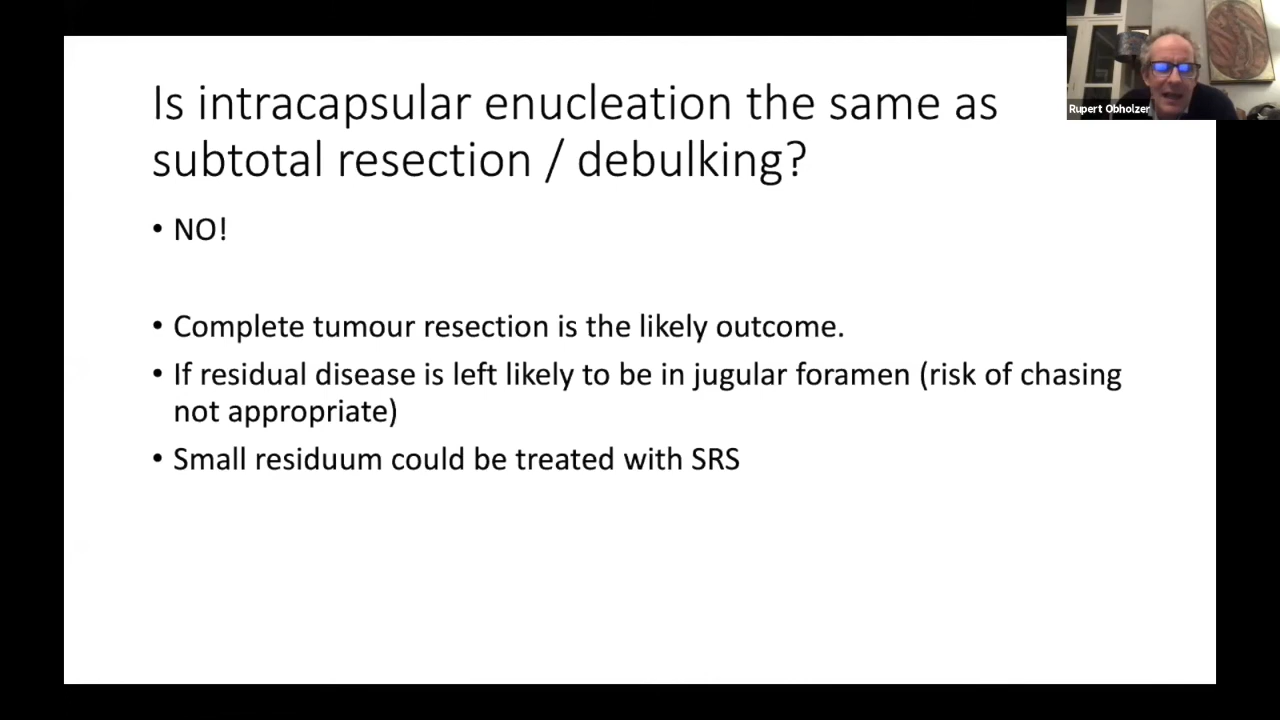 Is intracapsular enucleation the same as
subtotal resection / debulking?
• NO!
• Complete tumour resection is the likely outcome.
• If residual disease is left likely to be in jugular foramen (risk of chasing
not appropriate)
• Small residuum could be treated with SRS
Rupert Obholzer